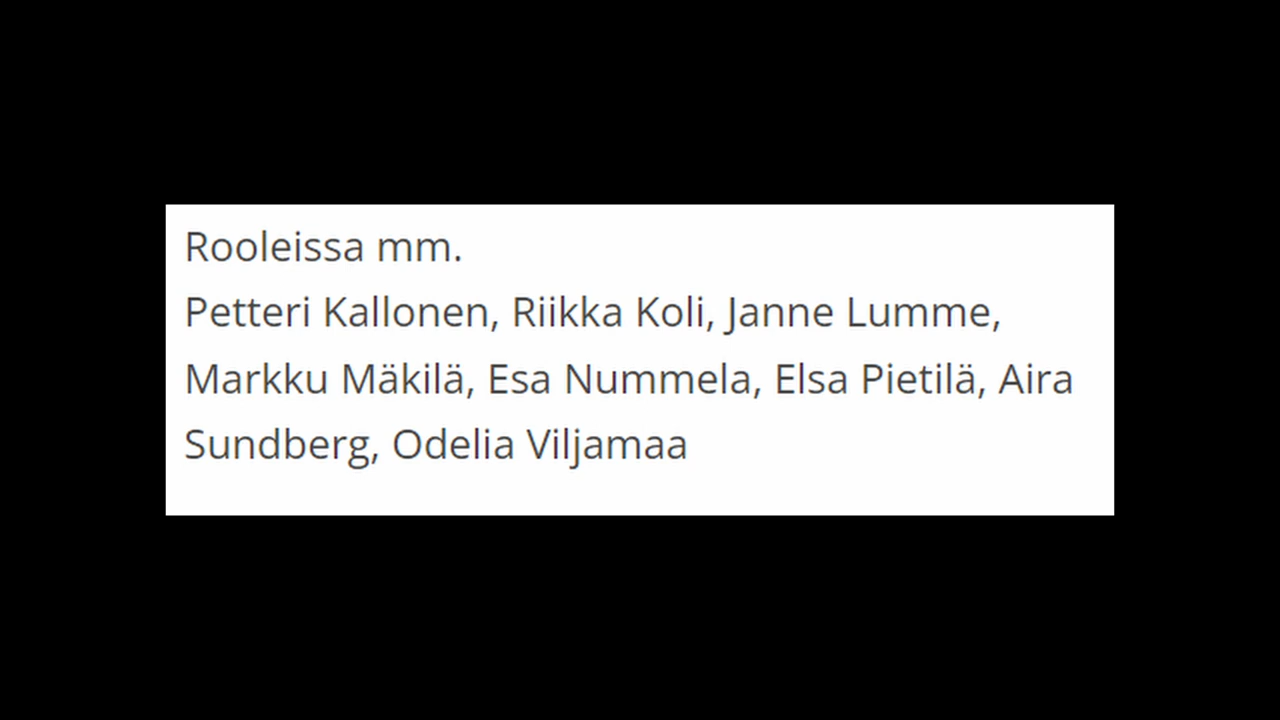 Rooleissa mm.
Petteri Kallonen, Riikka Koli, Janne Lumme,
Markku Mäkilä, Esa Nummela, Elsa Pietilä, Aira
Sundberg, Odelia Viljamaa